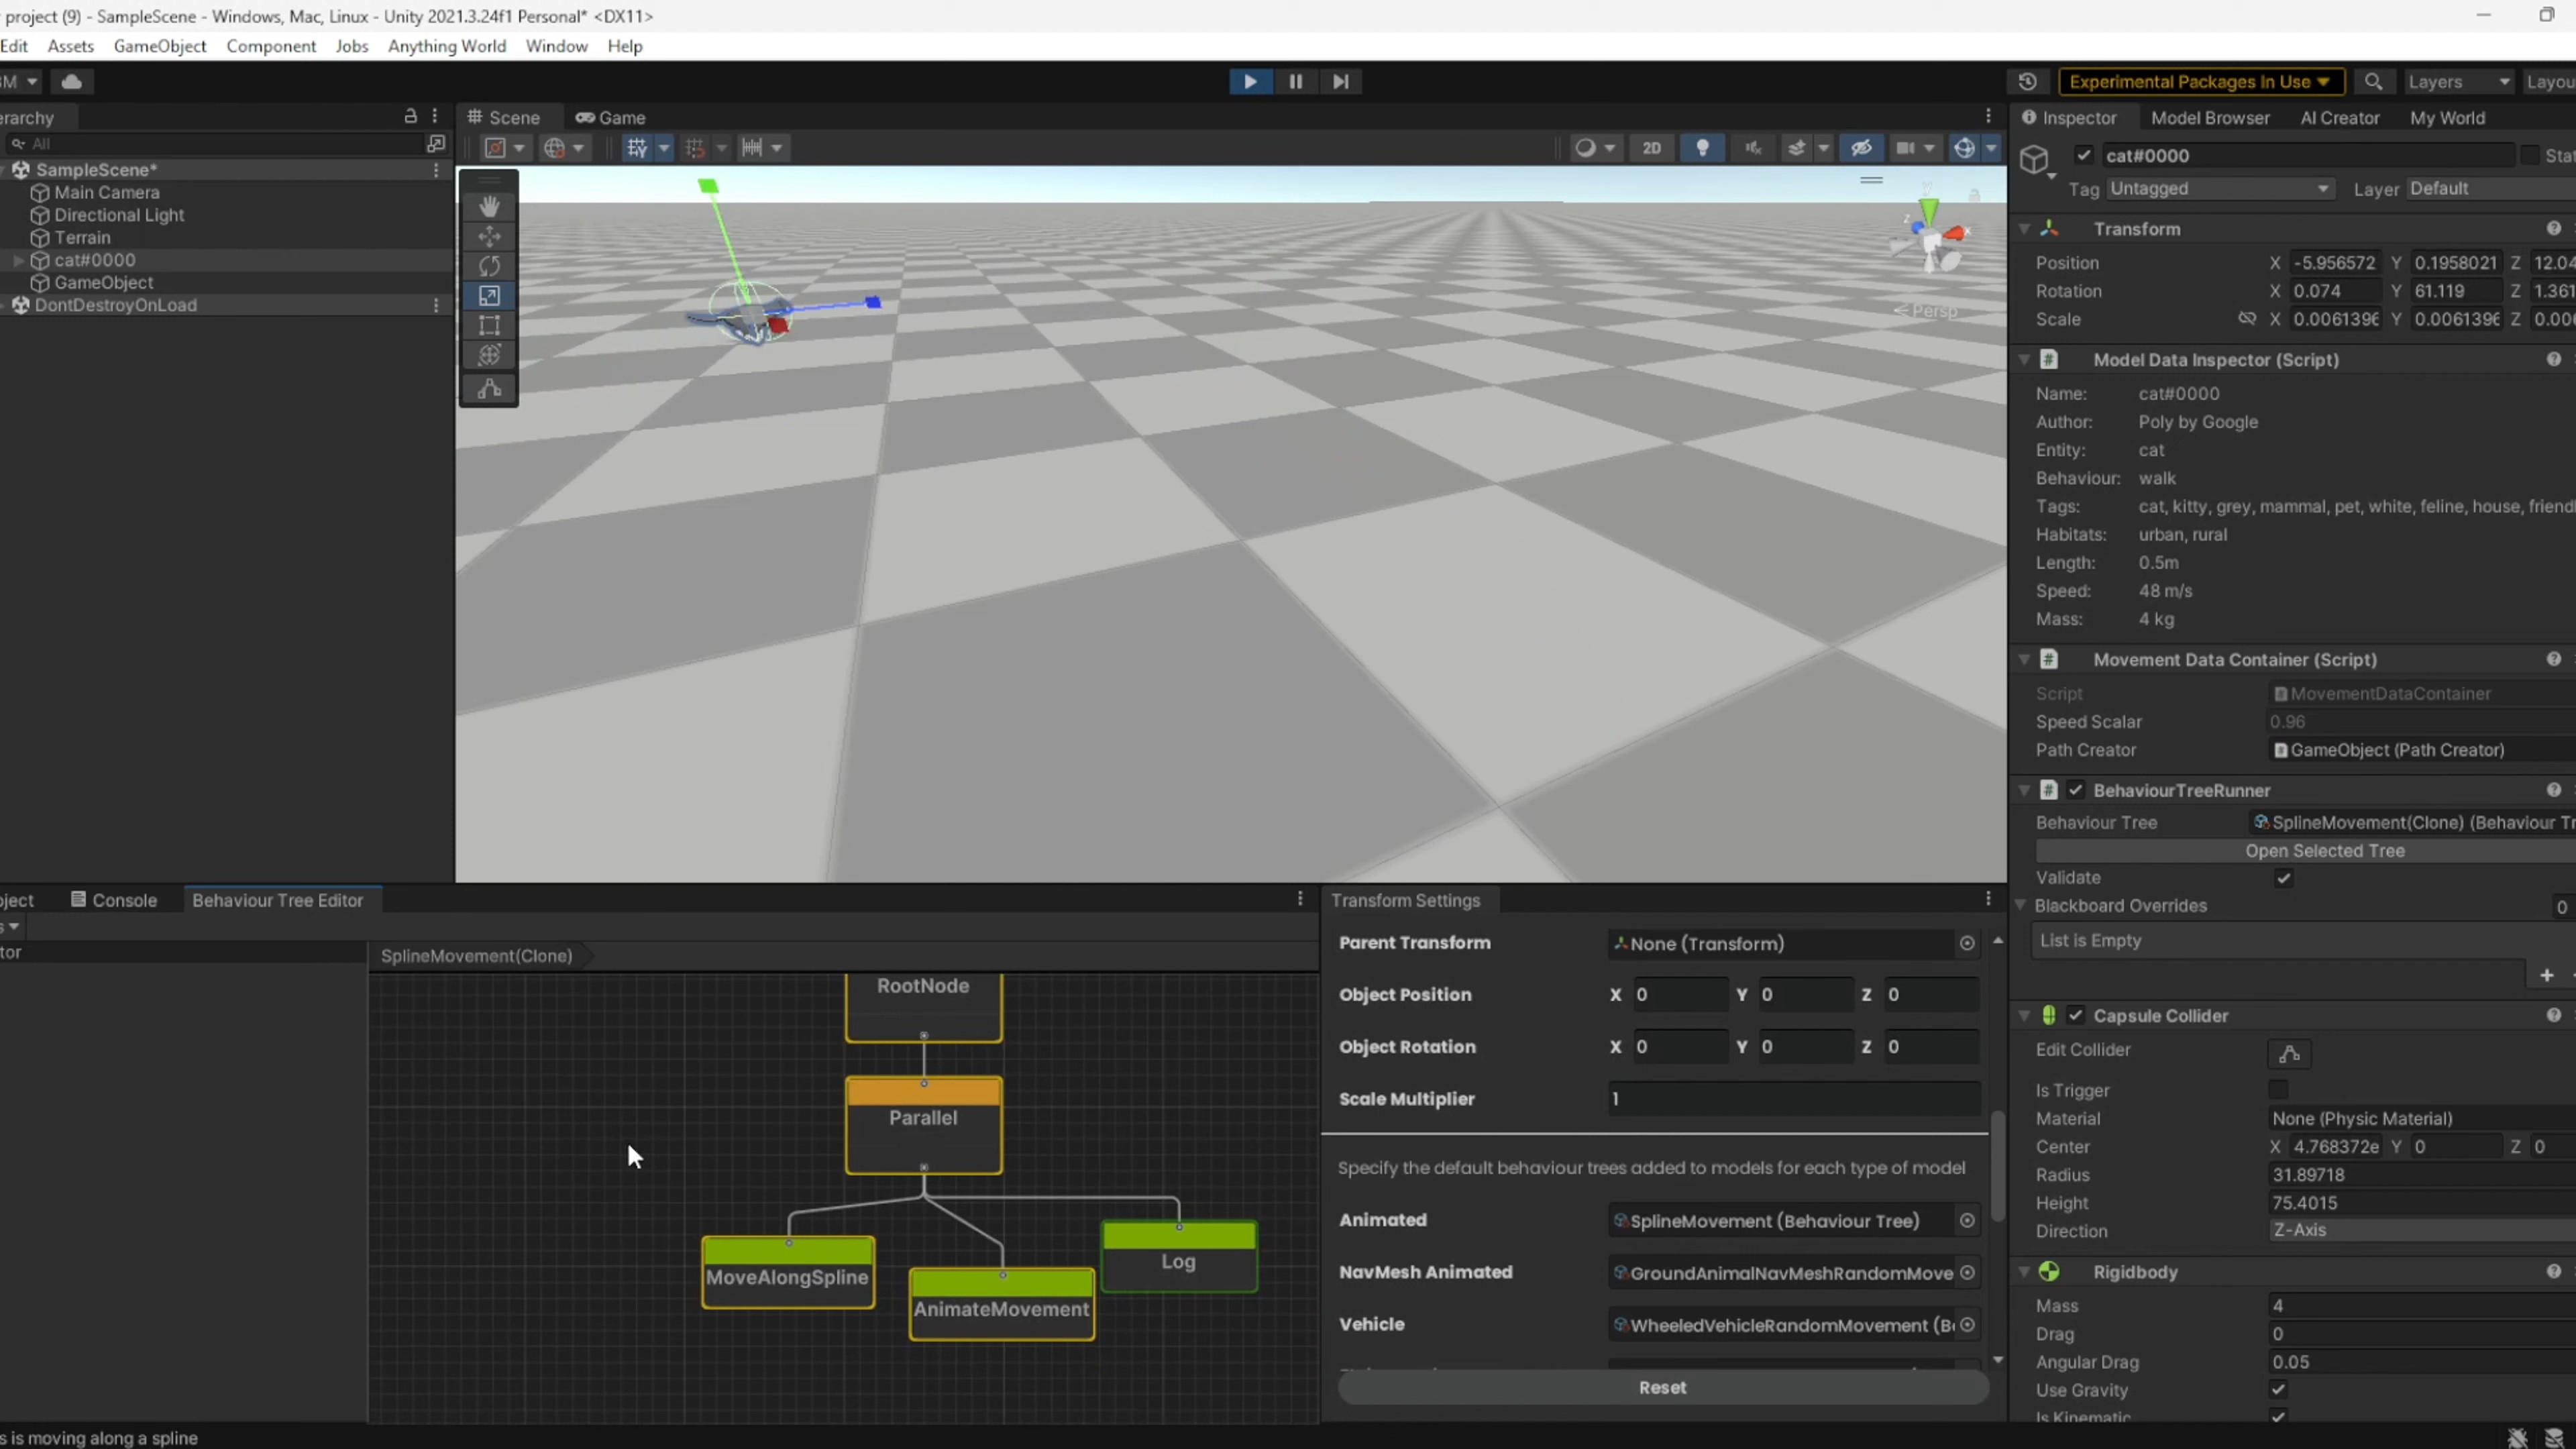 project (9) - SampleScene - Windows, Mac, Linux - Unity 2021.3.24f1 Personal* <DX11>
Edit Assets GameObject Component Jobs Anything World Window Help
Experimental Packages In Use Layers
Scene Game
All
SampleScene*
Main Camera
Directional Light
Terrain
cat#0000
GameObject
DontDestroyOnLoad
2D
Y
Z X
Persp
Inspector Model Browser AI Creator My World
cat#0000
Tag Untagged Layer Default
Transform
Position X -5.956572 Y 0.1958021 Z 12.04
Rotation X 0.074 Y 61.119 Z 1.361
Scale X 0.006139 Y 0.006139 Z 0.00
Model Data Inspector (Script)
Name: cat#0000
Author: Poly by Google
Entity: cat
Behaviour: walk
Tags: cat, kitty, grey, mammal, pet, white, feline, house, friendl
Habitats: urban, rural
Length: 0.5m
Speed: 48 m/s
Mass: 4 kg
Movement Data Container (Script)
Script MovementDataContainer
Speed Scalar 0.96
Path Creator GameObject (Path Creator)
BehaviourTreeRunner
Behaviour Tree SplineMovement(Clone) (Behaviour Tr
Open Selected Tree
Validate
Blackboard Overrides 0
List is Empty
Capsule Collider
Edit Collider
Is Trigger
Material None (Physic Material)
Center X 4.768372e Y 0 Z 0
Radius 31.89718
Height 75.4015
Direction Z-Axis
Rigidbody
Mass 4
Drag 0
Angular Drag 0.05
Use Gravity
Is Kinematic
Console Behaviour Tree Editor
SplineMovement(Clone)
RootNode
Parallel
MoveAlongSpline
AnimateMovement
Log
Transform Settings
Parent Transform None (Transform)
Object Position X 0 Y 0 Z 0
Object Rotation X 0 Y 0 Z 0
Scale Multiplier 1
Specify the default behaviour trees added to models for each type of model
Animated SplineMovement (Behaviour Tree)
NavMesh Animated GroundAnimalNavMeshRandomMove
Vehicle WheeledVehicleRandomMovement (B
Reset
s is moving along a spline